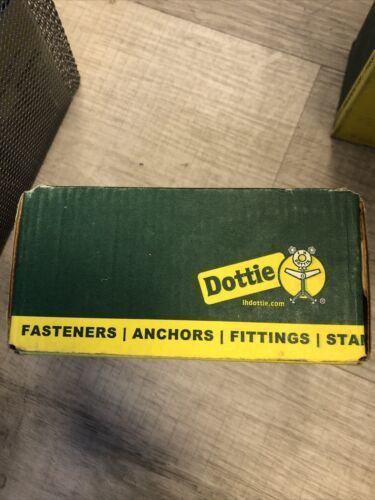 Dottie
lhdottie.com
®
FASTENERS | ANCHORS | FITTINGS | STA